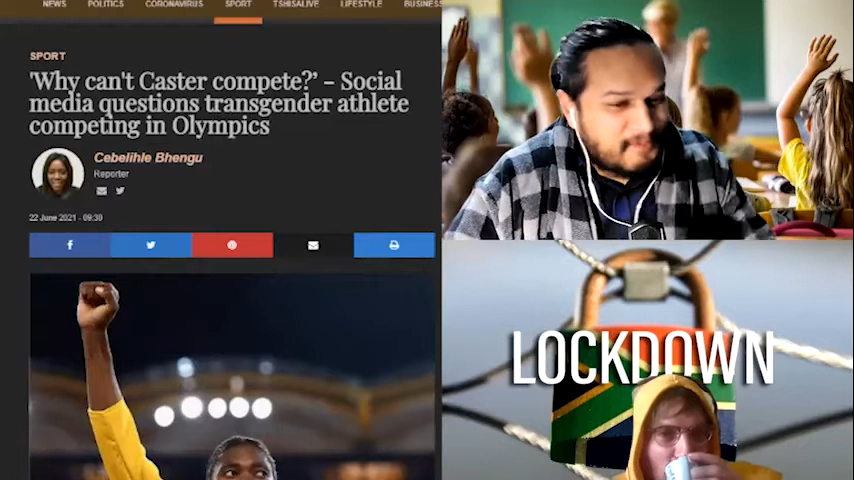 NEWS POLITICS CORONAVIRUS SPORT TSHISALIVE LIFESTYLE BUSINESS
SPORT
'Why can't Caster compete?' – Social
media questions transgender athlete
competing in Olympics
Cebelihle Bhengu
Reporter
22 June 2021 - 09:30
LOCKDOWN